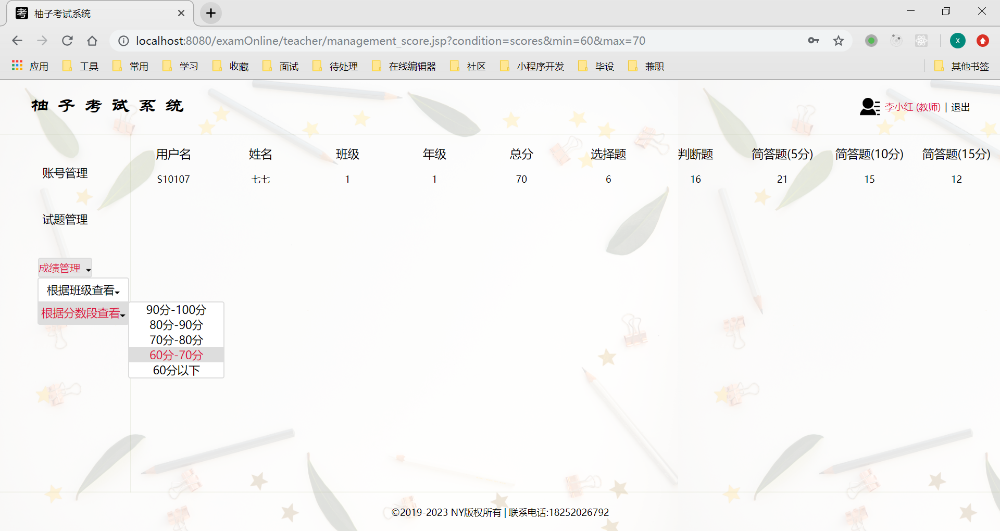 考 柚子考试系统
localhost:8080/examOnline/teacher/management_score.jsp?condition=scores&min=60&max=70
X
应用 工具 常用 学习 收藏 面试 待处理 在线编辑器 社区 小程序开发 毕设 兼职 其他书签
柚子考试系统
李小红 (教师) | 退出
用户名 姓名 班级 年级 总分 选择题 判断题 简答题(5分) 简答题(10分) 简答题(15分)
S10107 七七 1 1 70 6 16 21 15 12
账号管理
试题管理
成绩管理
根据班级查看
根据分数段查看
90分-100分
80分-90分
70分-80分
60分-70分
60分以下
©2019-2023 NY版权所有 | 联系电话:18252026792